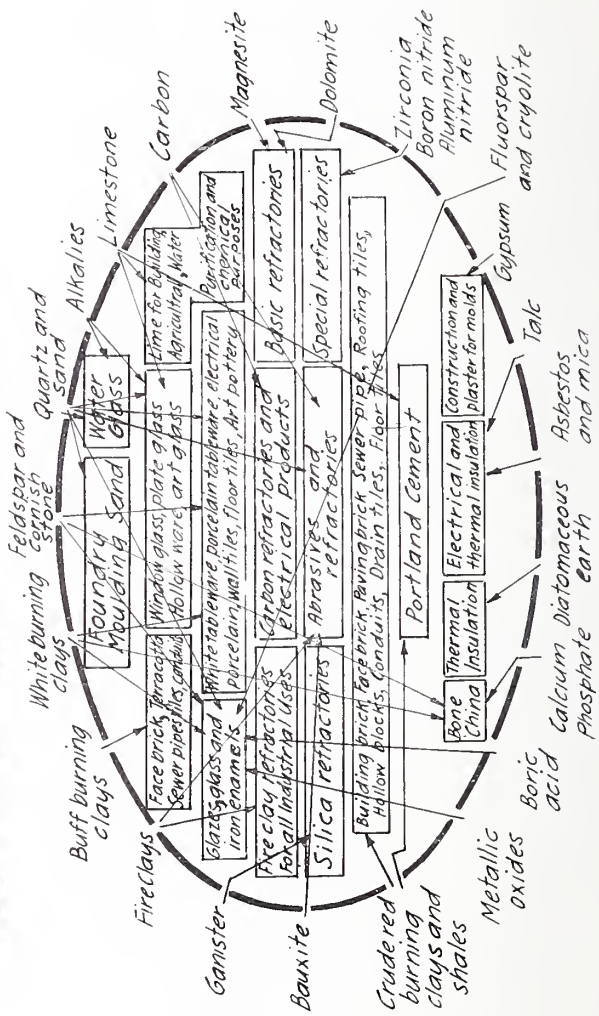 White burning
clays
Feldspar and
Cornish
stone
Quartz and
sand
Alkalies
Limestone
Carbon
Magnesite
Dolomite
Zirconia
Boron nitride
Aluminum
nitride
Fluorspar
and cryolite
Gypsum
Talc
Asbestos
and mica
Diatomaceous
earth
Calcium
Phosphate
Boric
acid
Metallic
oxides
Crude red
burning
clays and
shales
Bauxite
Ganister
Fireclays
Buff burning
clays
Foundry
Moulding Sand
Water
Glass
Face brick, Terracotta
Sewer pipes, tiles, conduits
Window glass, plate glass
Hollow ware, art glass
Lime for Building,
Agricultral, Water
Purification and
chemical
purposes
Glazes, glass and
iron enamels
White tableware, porcelain tableware, electrical
porcelain, wall tiles, floor tiles, Art pottery
Fire clay refractories
For all Industrial Uses
Carbon refractories and
electrical products
Basic refractories
Silica refractories
Abrasives and
refractories
Special refractories
Building brick, Face brick, Paving brick, Sewer pipe, Roofing tiles,
Hollow blocks, Conduits, Drain tiles, Floor tiles
Portland Cement
Bone
China
Thermal
Insulation
Electrical and
thermal insulation
Construction and
plaster for molds